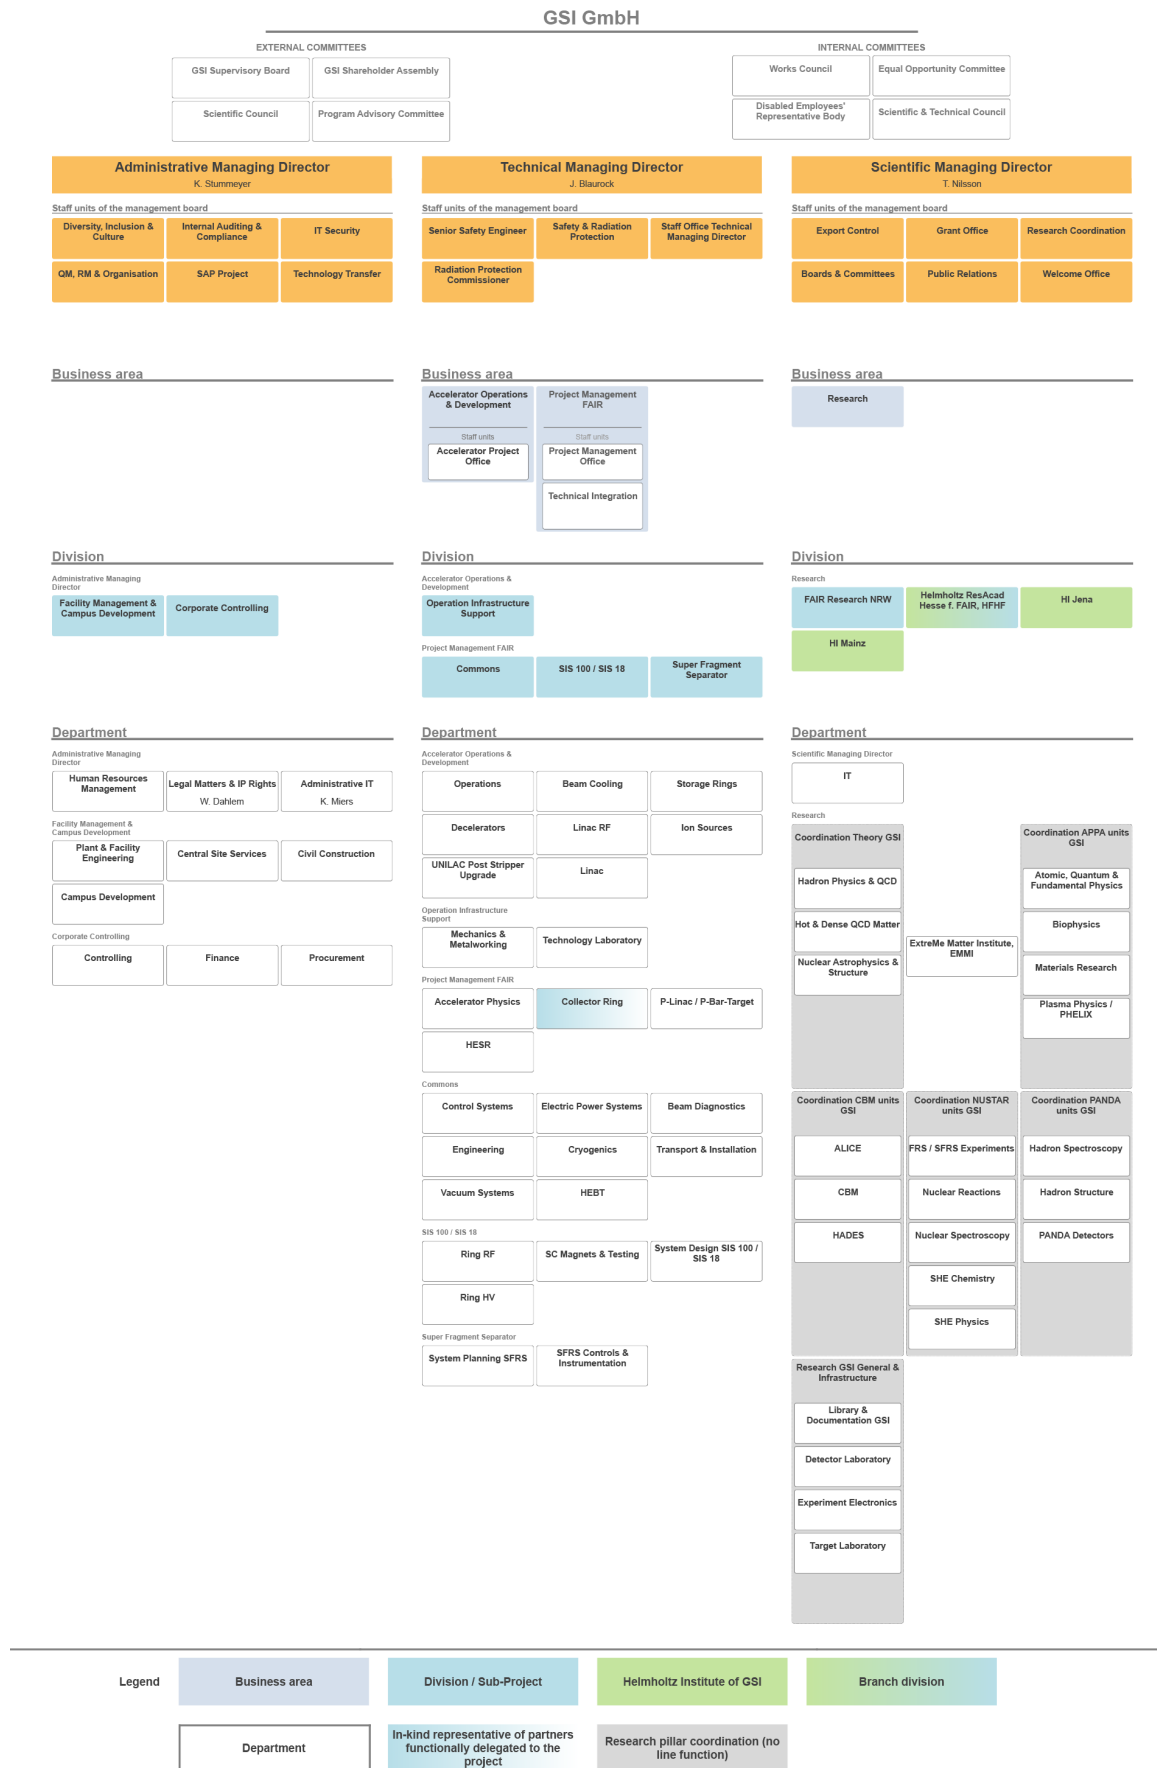 GSI GmbH
EXTERNAL COMMITTEES
GSI Supervisory Board
GSI Shareholder Assembly
Scientific Council
Program Advisory Committee
INTERNAL COMMITTEES
Works Council
Equal Opportunity Committee
Disabled Employees'
Representative Body
Scientific & Technical Council
Administrative Managing Director
K. Stummeyer
Staff units of the management board
Diversity, Inclusion &
Culture
Internal Auditing &
Compliance
IT Security
QM, RM & Organisation
SAP Project
Technology Transfer
Technical Managing Director
J. Blaurock
Staff units of the management board
Senior Safety Engineer
Safety & Radiation
Protection
Staff Office Technical
Managing Director
Radiation Protection
Commissioner
Scientific Managing Director
T. Nilsson
Staff units of the management board
Export Control
Grant Office
Research Coordination
Boards & Committees
Public Relations
Welcome Office
Business area
Business area
Accelerator Operations
& Development
Staff units
Accelerator Project
Office
Project Management
FAIR
Staff units
Project Management
Office
Technical Integration
Business area
Research
Division
Administrative Managing
Director
Facility Management &
Campus Development
Corporate Controlling
Division
Accelerator Operations &
Development
Operation Infrastructure
Support
Project Management FAIR
Commons
SIS 100 / SIS 18
Super Fragment
Separator
Division
Research
FAIR Research NRW
Helmholtz ResAcad
Hesse f. FAIR, HFHF
HI Jena
HI Mainz
Department
Administrative Managing
Director
Human Resources
Management
Legal Matters & IP Rights
W. Dahlem
Administrative IT
K. Miers
Facility Management &
Campus Development
Plant & Facility
Engineering
Central Site Services
Civil Construction
Campus Development
Corporate Controlling
Controlling
Finance
Procurement
Department
Accelerator Operations &
Development
Operations
Beam Cooling
Storage Rings
Decelerators
Linac RF
Ion Sources
UNILAC Post Stripper
Upgrade
Linac
Operation Infrastructure
Support
Mechanics &
Metalworking
Technology Laboratory
Project Management FAIR
Accelerator Physics
Collector Ring
P-Linac / P-Bar-Target
HESR
Commons
Control Systems
Electric Power Systems
Beam Diagnostics
Engineering
Cryogenics
Transport & Installation
Vacuum Systems
HEBT
SIS 100 / SIS 18
Ring RF
SC Magnets & Testing
System Design SIS 100 /
SIS 18
Ring HV
Super Fragment Separator
System Planning SFRS
SFRS Controls &
Instrumentation
Department
Scientific Managing Director
IT
Research
Coordination Theory GSI
Hadron Physics & QCD
Hot & Dense QCD Matter
Nuclear Astrophysics &
Structure
ExtreMe Matter Institute,
EMMI
Coordination APPA units
GSI
Atomic, Quantum &
Fundamental Physics
Biophysics
Materials Research
Plasma Physics /
PHELIX
Coordination CBM units
GSI
ALICE
CBM
HADES
Coordination NUSTAR
units GSI
FRS / SFRS Experiments
Nuclear Reactions
Nuclear Spectroscopy
SHE Chemistry
SHE Physics
Coordination PANDA
units GSI
Hadron Spectroscopy
Hadron Structure
PANDA Detectors
Research GSI General &
Infrastructure
Library &
Documentation GSI
Detector Laboratory
Experiment Electronics
Target Laboratory
Legend
Business area
Division / Sub-Project
Helmholtz Institute of GSI
Branch division
Department
In-kind representative of partners
functionally delegated to the
project
Research pillar coordination (no
line function)